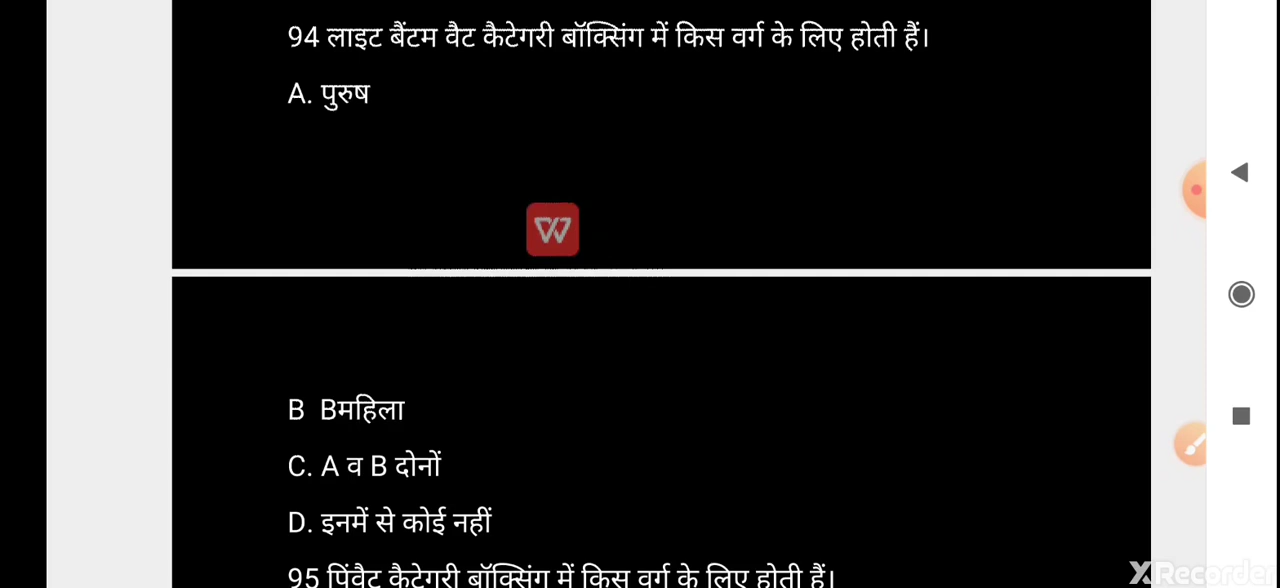 94 लाइट बैंटम वैट कैटेगरी बॉक्सिंग में किस वर्ग के लिए होती हैं।
A. पुरुष
B Bमहिला
C. A व B दोनों
D. इनमें से कोई नहीं
95 पिंवैट कैटेगरी बॉक्सिंग में किस वर्ग के लिए होती हैं।
XRecorder